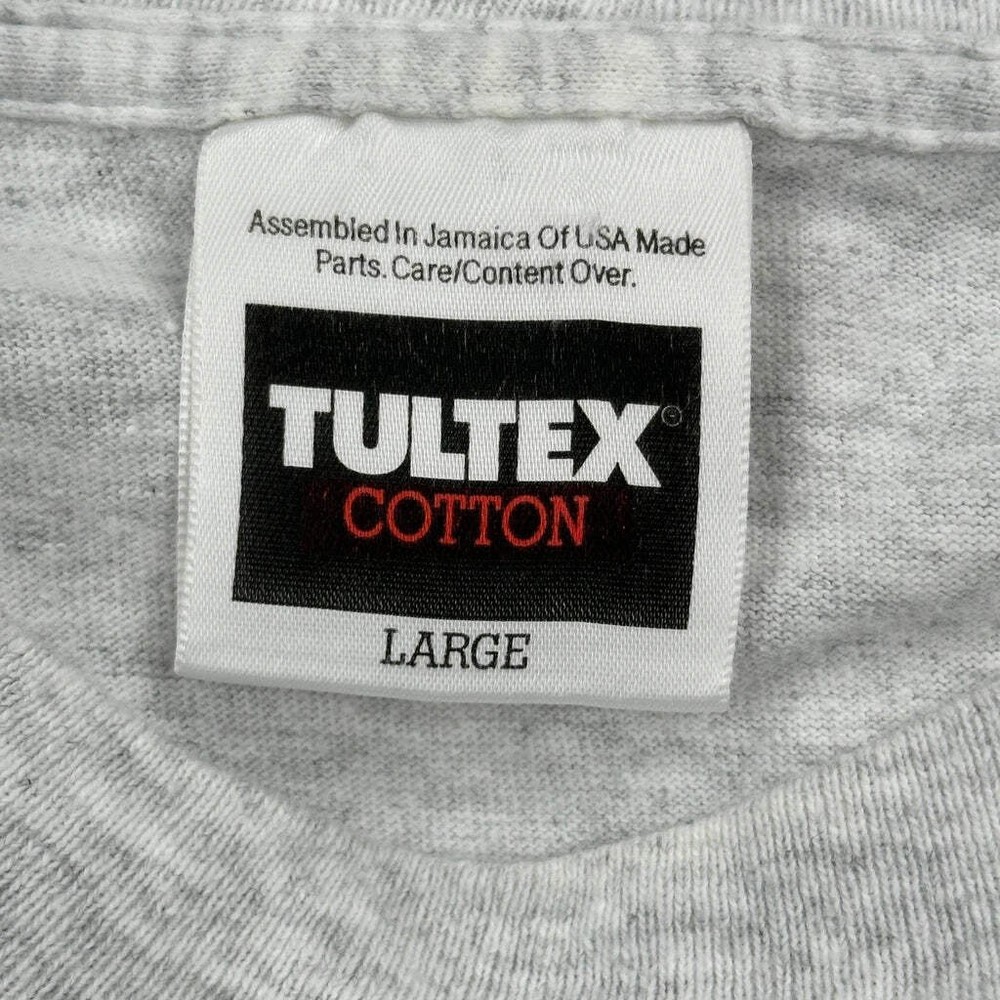 Assembled In Jamaica Of USA Made
Parts. Care/Content Over.
TULTEX®
COTTON
LARGE